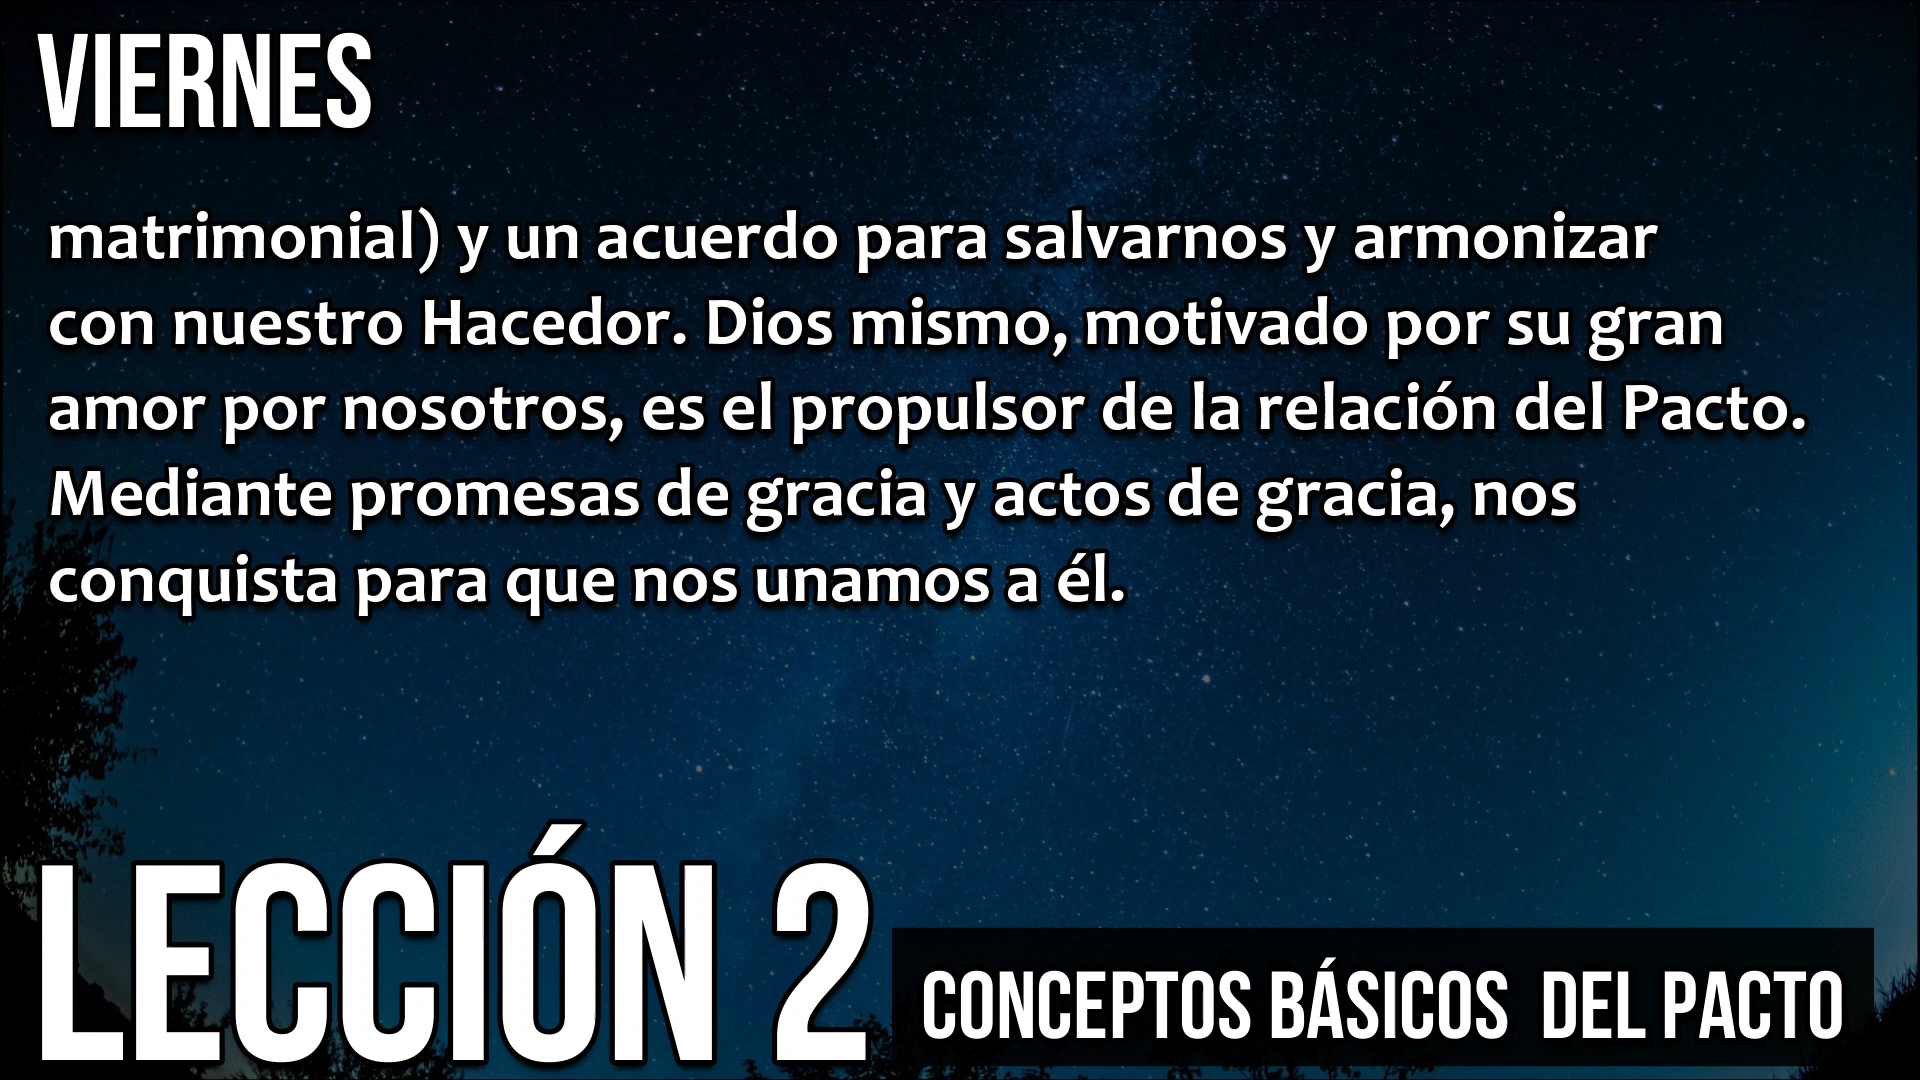 VIERNES
matrimonial) y un acuerdo para salvarnos y armonizar
con nuestro Hacedor. Dios mismo, motivado por su gran
amor por nosotros, es el propulsor de la relación del Pacto.
Mediante promesas de gracia y actos de gracia, nos
conquista para que nos unamos a él.
LECCIÓN 2
CONCEPTOS BÁSICOS DEL PACTO